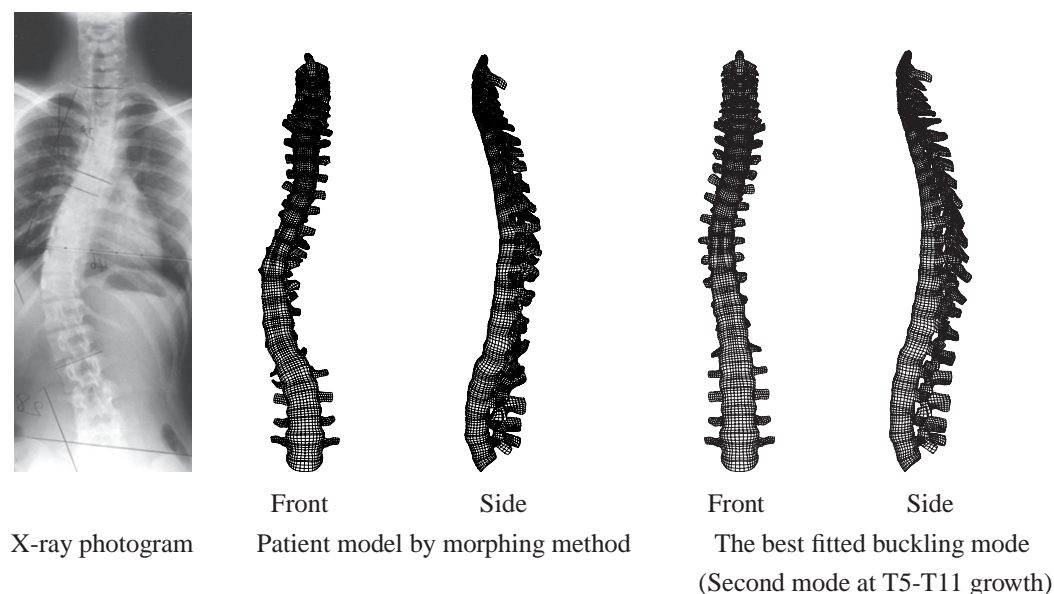 Front
Side
Front
Side
X-ray photogram
Patient model by morphing method
The best fitted buckling mode
(Second mode at T5-T11 growth)